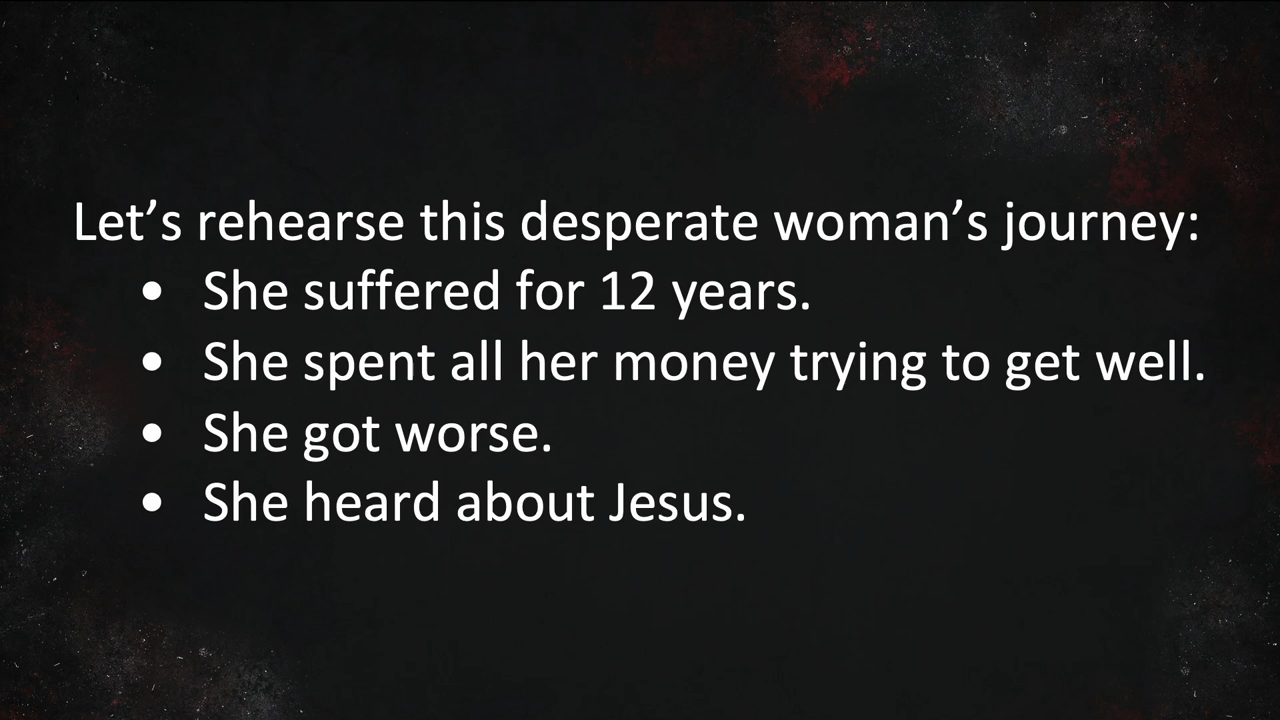 Let’s rehearse this desperate woman’s journey:
• She suffered for 12 years.
• She spent all her money trying to get well.
• She got worse.
• She heard about Jesus.